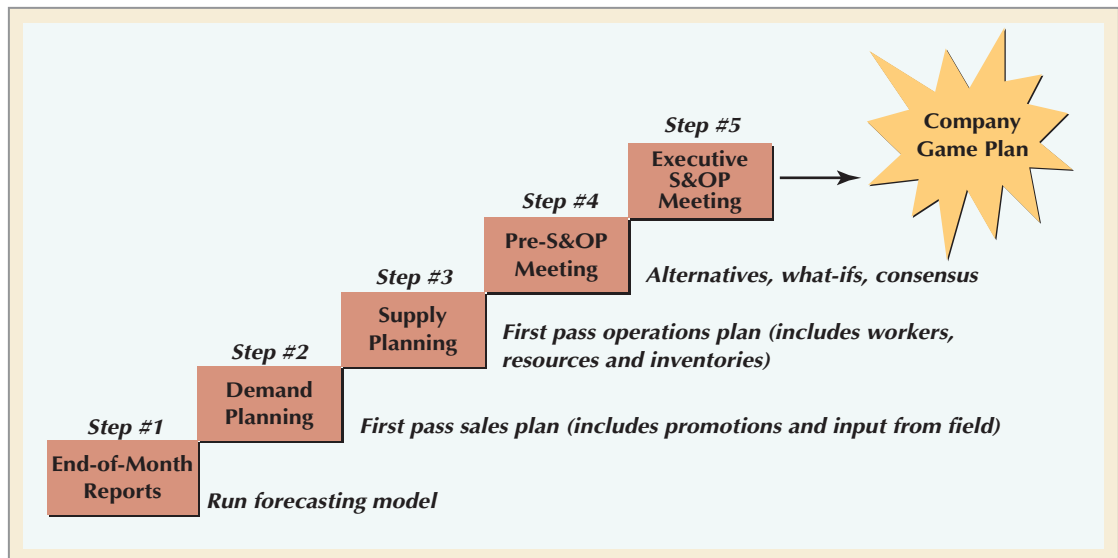 Step #1
End-of-Month
Reports
Run forecasting model
Step #2
Demand
Planning
First pass sales plan (includes promotions and input from field)
Step #3
Supply
Planning
First pass operations plan (includes workers,
resources and inventories)
Step #4
Pre-S&OP
Meeting
Alternatives, what-ifs, consensus
Step #5
Executive
S&OP
Meeting
Company
Game Plan